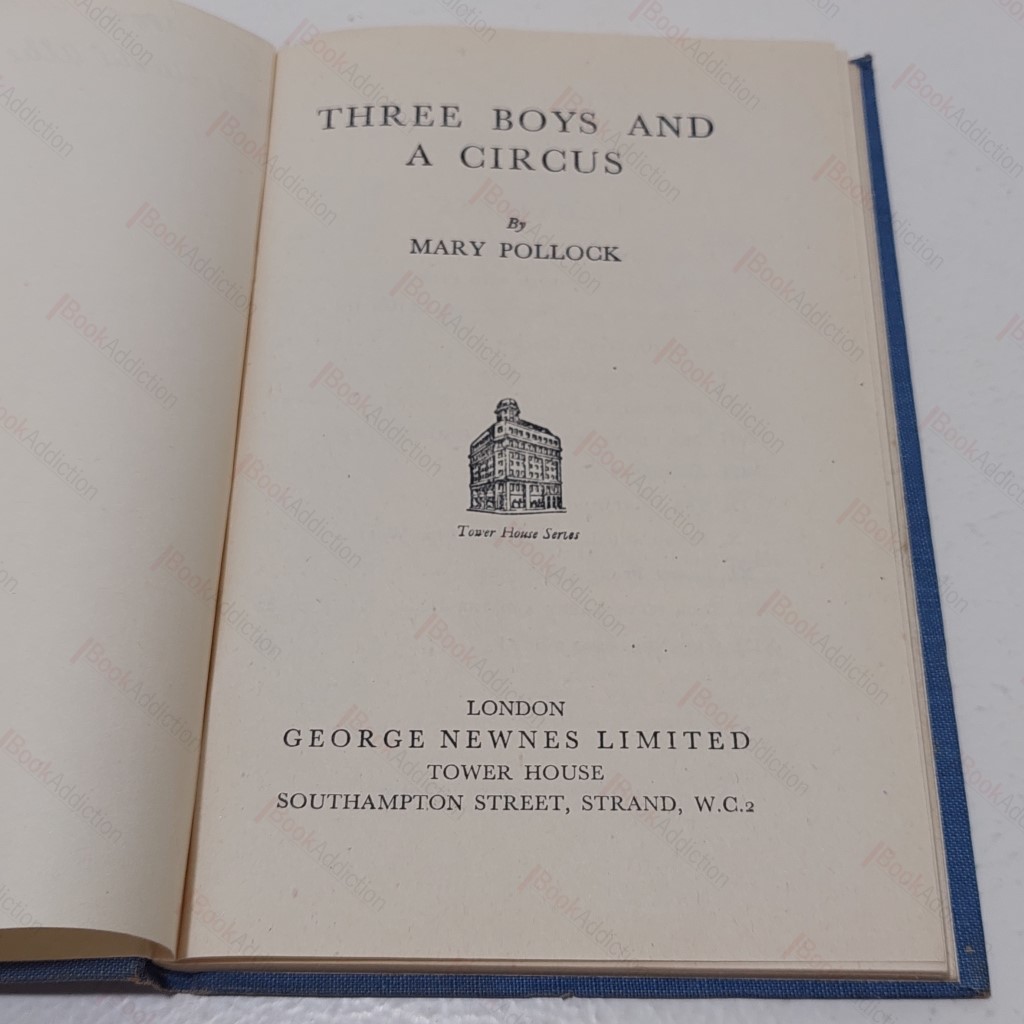 THREE BOYS AND
A CIRCUS
By
MARY POLLOCK
Tower House Series
LONDON
GEORGE NEWNES LIMITED
TOWER HOUSE
SOUTHAMPTON STREET, STRAND, W.C.2
BookAddiction